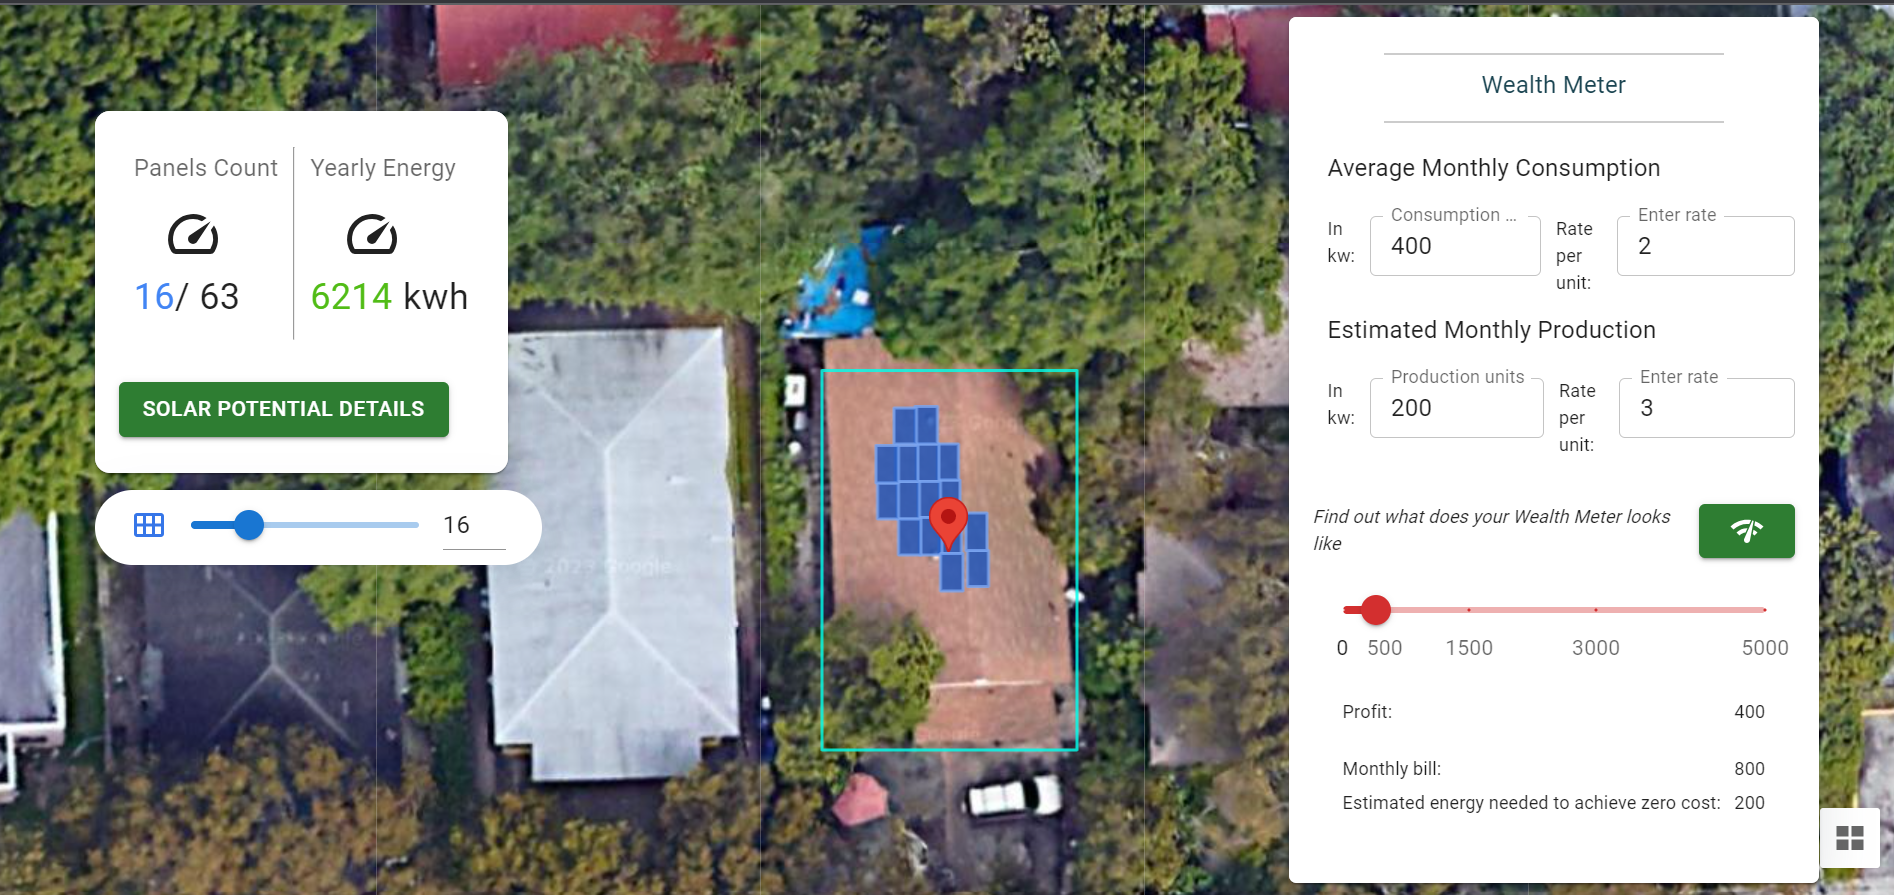 Panels Count
Yearly Energy
16/ 63
6214 kwh
SOLAR POTENTIAL DETAILS
16
2023 Google
Wealth Meter
Average Monthly Consumption
In kw:
Consumption ...
400
Rate per unit:
Enter rate
2
Estimated Monthly Production
In kw:
Production units
200
Rate per unit:
Enter rate
3
Find out what does your Wealth Meter looks
like
0 500 1500 3000 5000
Profit: 400
Monthly bill: 800
Estimated energy needed to achieve zero cost: 200